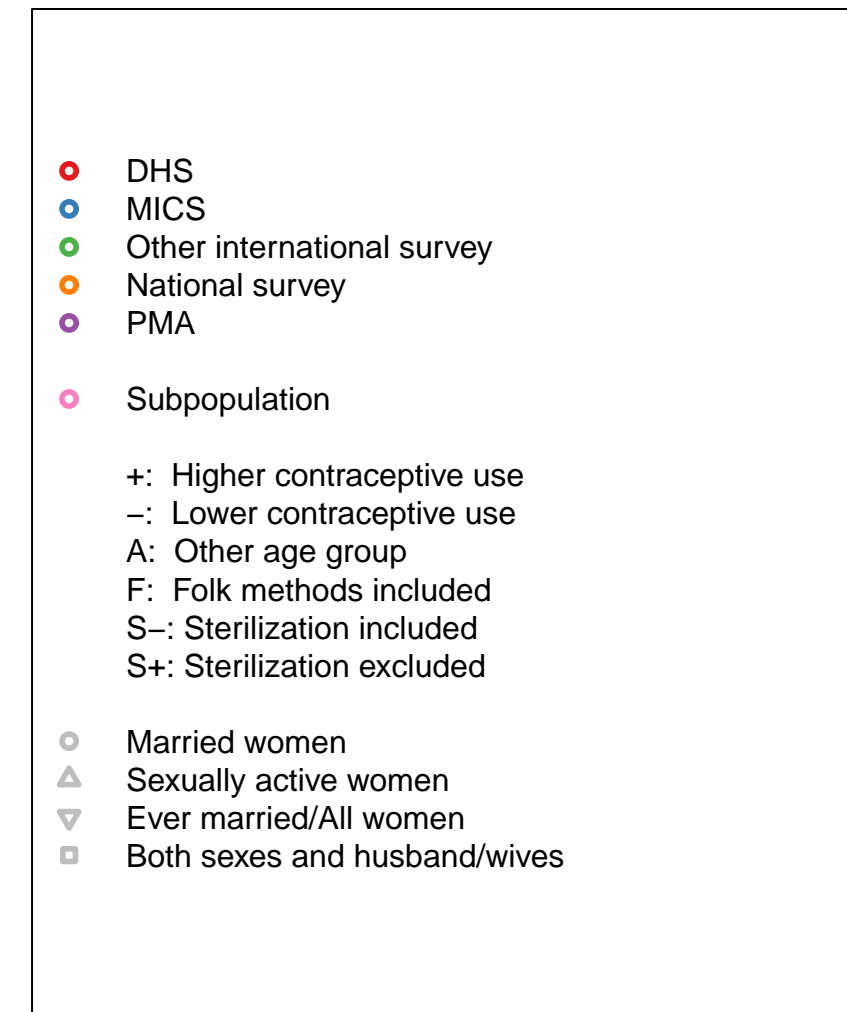 DHS
MICS
Other international survey
National survey
PMA
Subpopulation
+: Higher contraceptive use
−: Lower contraceptive use
A: Other age group
F: Folk methods included
S−: Sterilization included
S+: Sterilization excluded
Married women
Sexually active women
Ever married/All women
Both sexes and husband/wives